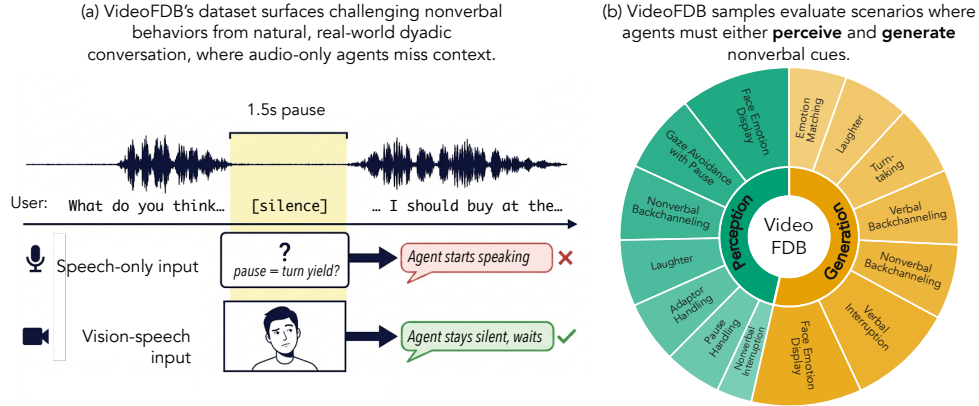 (a) VideoFDB's dataset surfaces challenging nonverbal
behaviors from natural, real-world dyadic
conversation, where audio-only agents miss context.
1.5s pause
User: What do you think… [silence] … I should buy at the…
Speech-only input
?
pause = turn yield?
Agent starts speaking
Vision-speech
input
Agent stays silent, waits
(b) VideoFDB samples evaluate scenarios where
agents must either perceive and generate
nonverbal cues.
Video
FDB
Perception
Generation
Emotion
Matching
Laughter
Turn-
taking
Verbal
Backchanneling
Nonverbal
Backchanneling
Verbal
Interruption
Face Emotion
Display
Nonverbal
Interruption
Pause
Handling
Adaptor
Handling
Laughter
Nonverbal
Backchanneling
Gaze Avoidance
with Pause
Face Emotion
Display